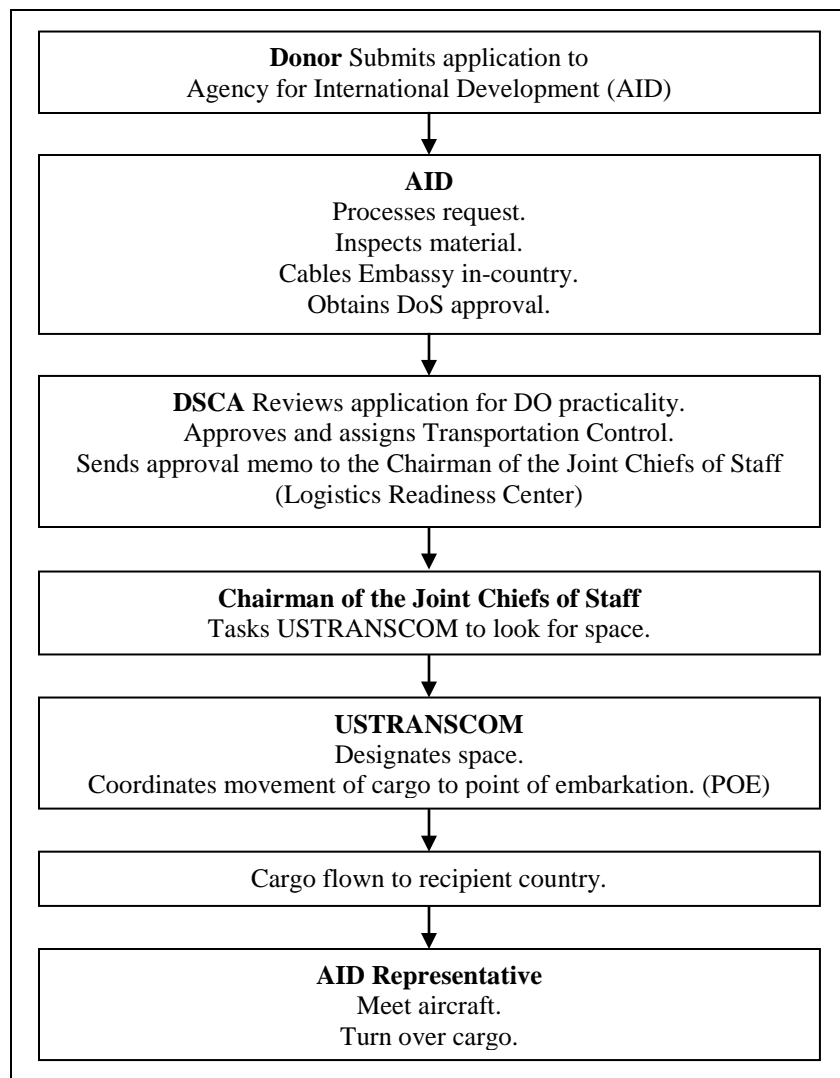 Donor Submits application to
Agency for International Development (AID)
AID
Processes request.
Inspects material.
Cables Embassy in-country.
Obtains DoS approval.
DSCA Reviews application for DO practicality.
Approves and assigns Transportation Control.
Sends approval memo to the Chairman of the Joint Chiefs of Staff
(Logistics Readiness Center)
Chairman of the Joint Chiefs of Staff
Tasks USTRANSCOM to look for space.
USTRANSCOM
Designates space.
Coordinates movement of cargo to point of embarkation. (POE)
Cargo flown to recipient country.
AID Representative
Meet aircraft.
Turn over cargo.